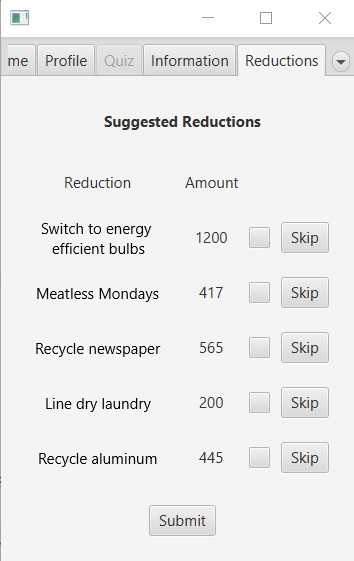 me Profile Quiz Information Reductions
Suggested Reductions
Reduction Amount
Switch to energy
efficient bulbs 1200 Skip
Meatless Mondays 417 Skip
Recycle newspaper 565 Skip
Line dry laundry 200 Skip
Recycle aluminum 445 Skip
Submit